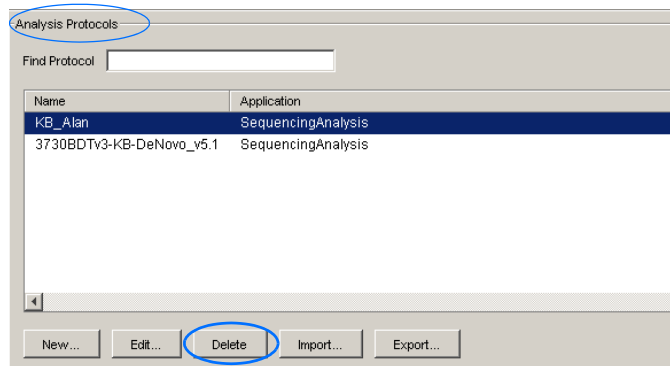 Analysis Protocols
Find Protocol
Name Application
KB_Alan SequencingAnalysis
3730BDTv3-KB-DeNovo_v5.1 SequencingAnalysis
New... Edit... Delete Import... Export...